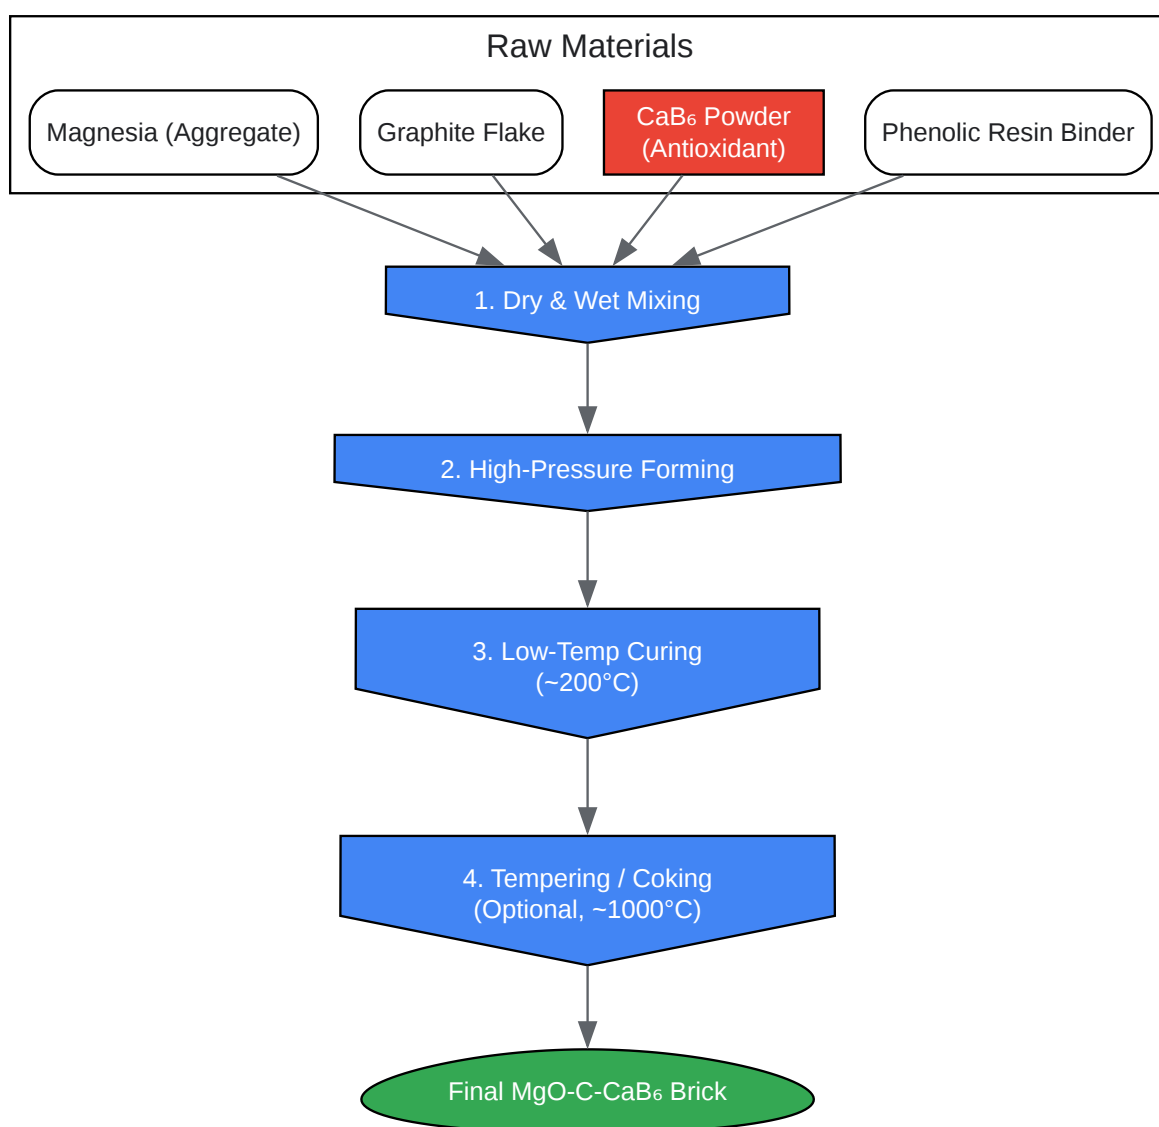 Raw Materials
Magnesia (Aggregate)
Graphite Flake
CaB₆ Powder
(Antioxidant)
Phenolic Resin Binder
1. Dry & Wet Mixing
2. High-Pressure Forming
3. Low-Temp Curing
(~200°C)
4. Tempering / Coking
(Optional, ~1000°C)
Final MgO-C-CaB₆ Brick